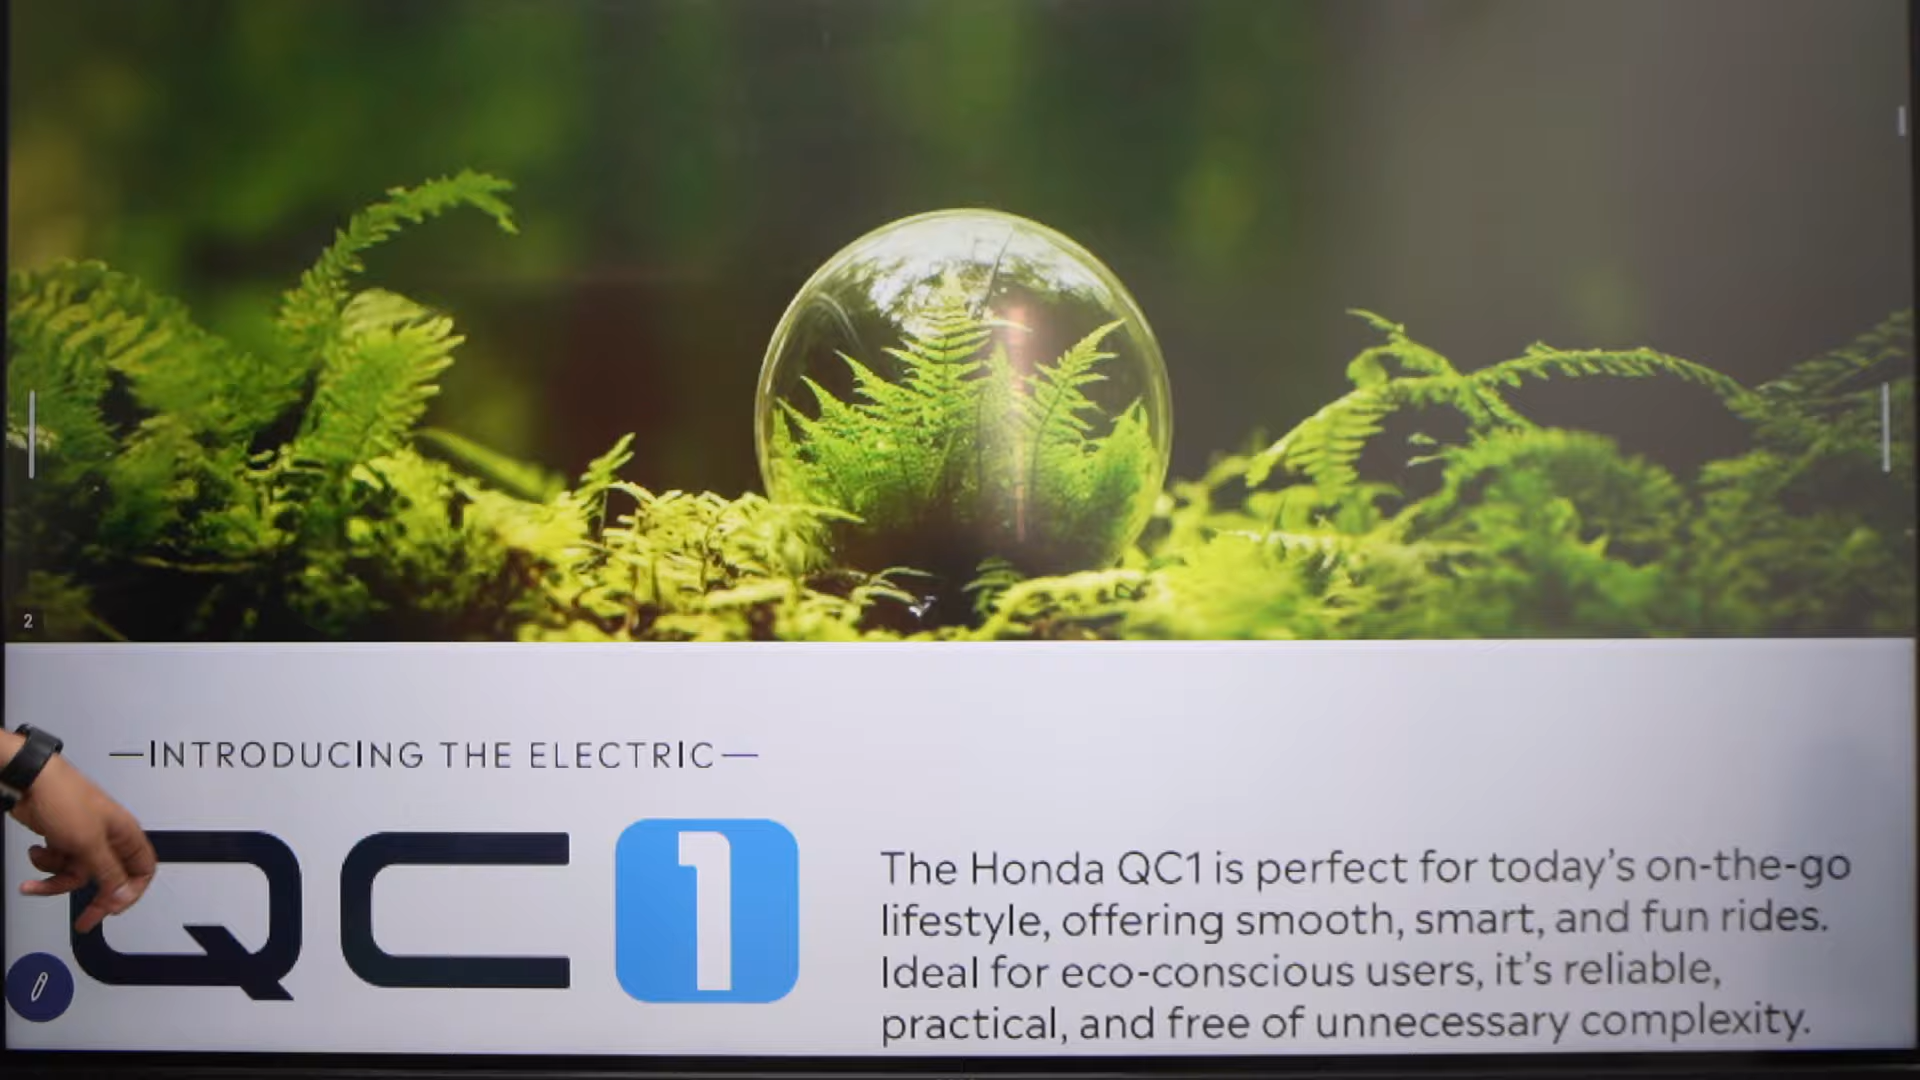 2
—INTRODUCING THE ELECTRIC—
QC1
The Honda QC1 is perfect for today's on-the-go
lifestyle, offering smooth, smart, and fun rides.
Ideal for eco-conscious users, it's reliable,
practical, and free of unnecessary complexity.